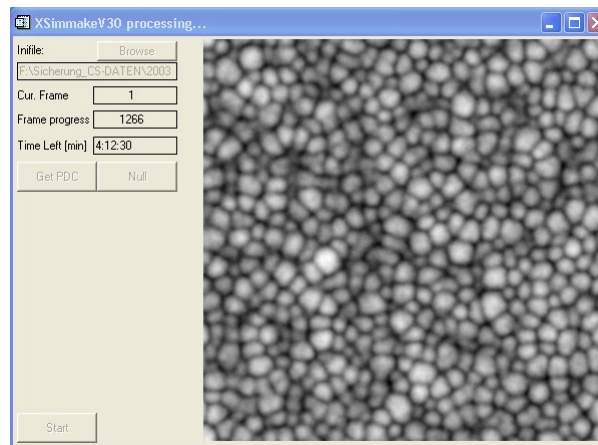 XSimmakeV30 processing...
Inifile: Browse
F:\Sicherung_CS-DATEN\2003
Cur. Frame 1
Frame progress 1266
Time Left [min] 4:12:30
Get PDC Null
Start